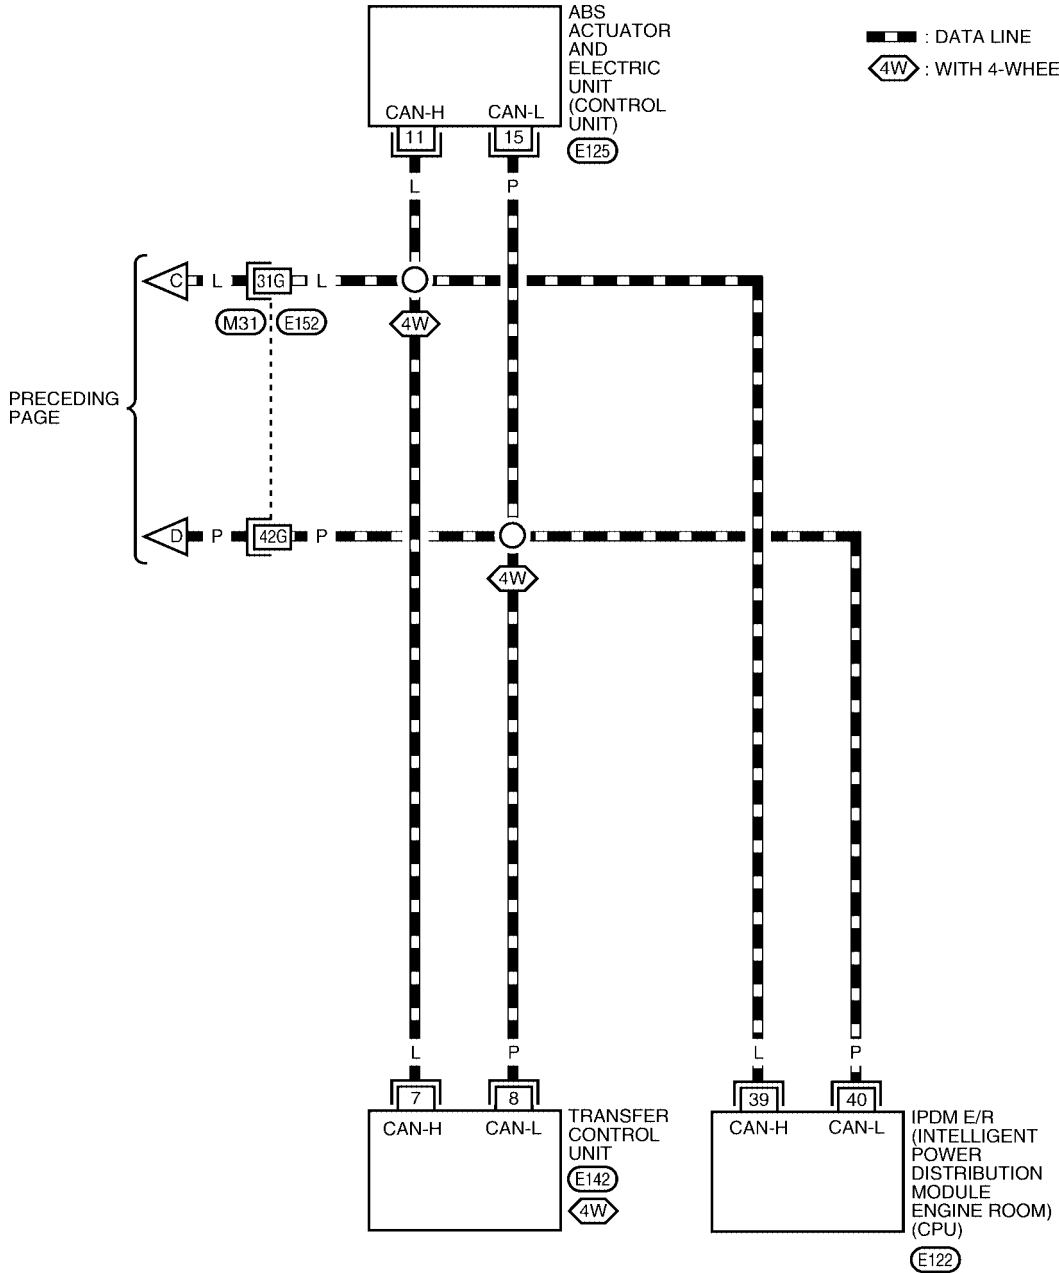 ABS
ACTUATOR
AND
ELECTRIC
UNIT
(CONTROL
UNIT)
E125
: DATA LINE
4W : WITH 4-WHEE
CAN-H CAN-L
11 15
L P
C L 31G L
M31 E152
4W
PRECEDING
PAGE
D P 42G P
4W
L P L P
7 8 39 40
CAN-H CAN-L
TRANSFER
CONTROL
UNIT
E142
4W
CAN-H CAN-L
IPDM E/R
(INTELLIGENT
POWER
DISTRIBUTION
MODULE
ENGINE ROOM)
(CPU)
E122